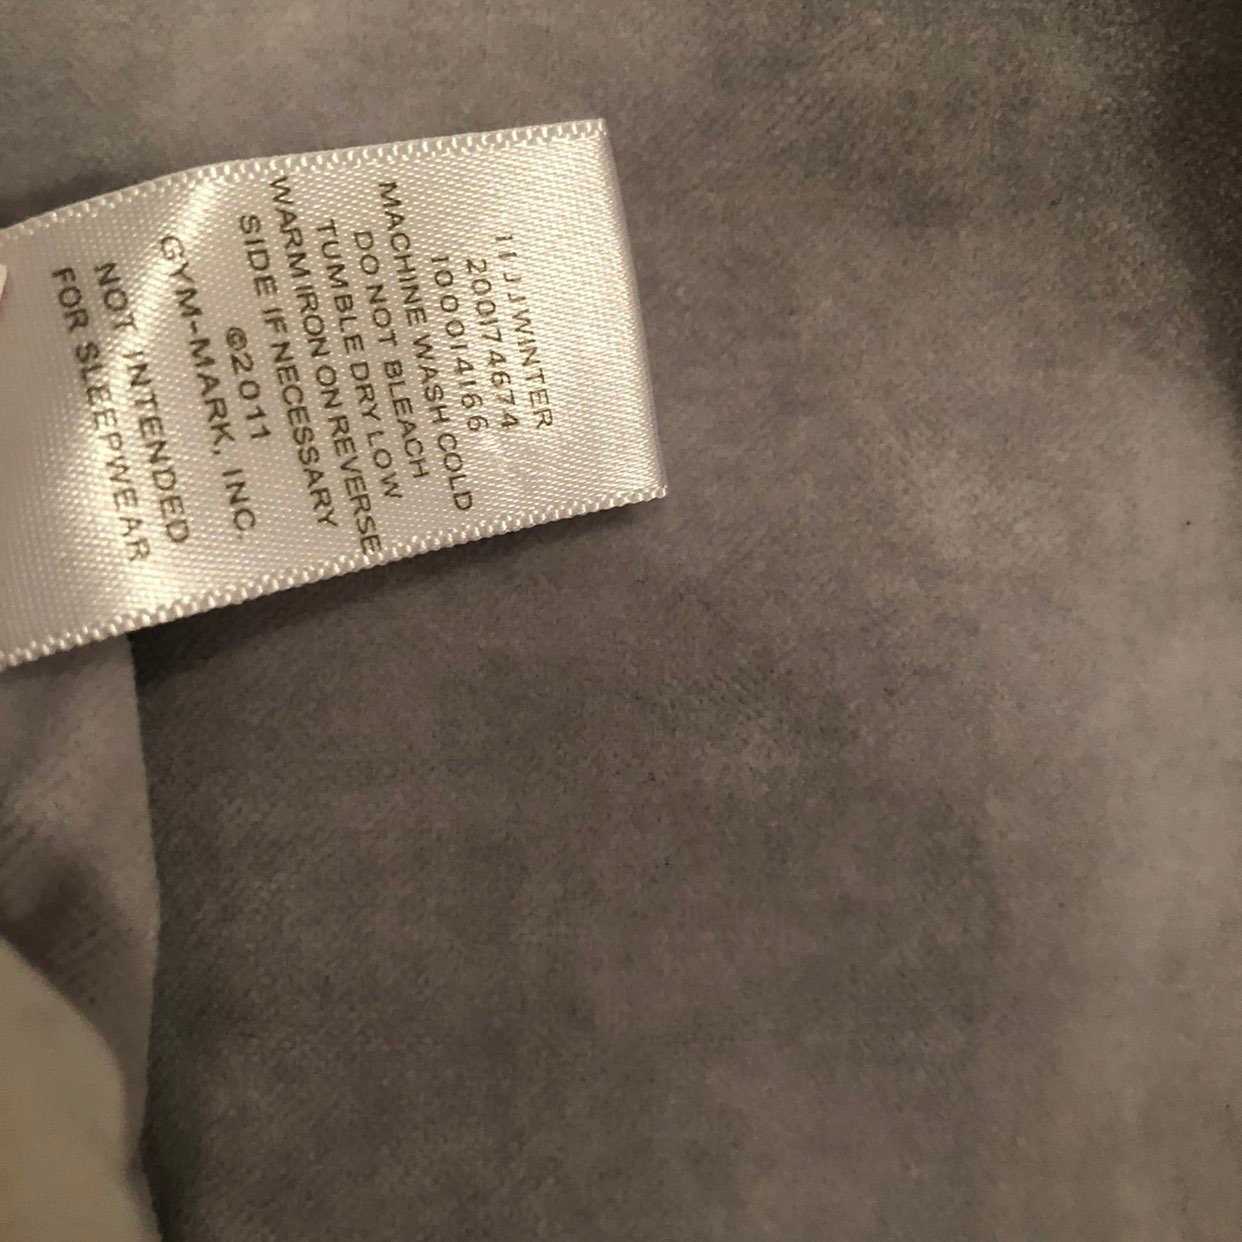 11 JJWINTER
200174674
10014166
MACHINE WASH COLD
DO NOT BLEACH
TUMBLE DRY LOW
WARM IRON ON REVERSE
SIDE IF NECESSARY
©2011
GYM-MARK, INC.
NOT INTENDED
FOR SLEEPWEAR